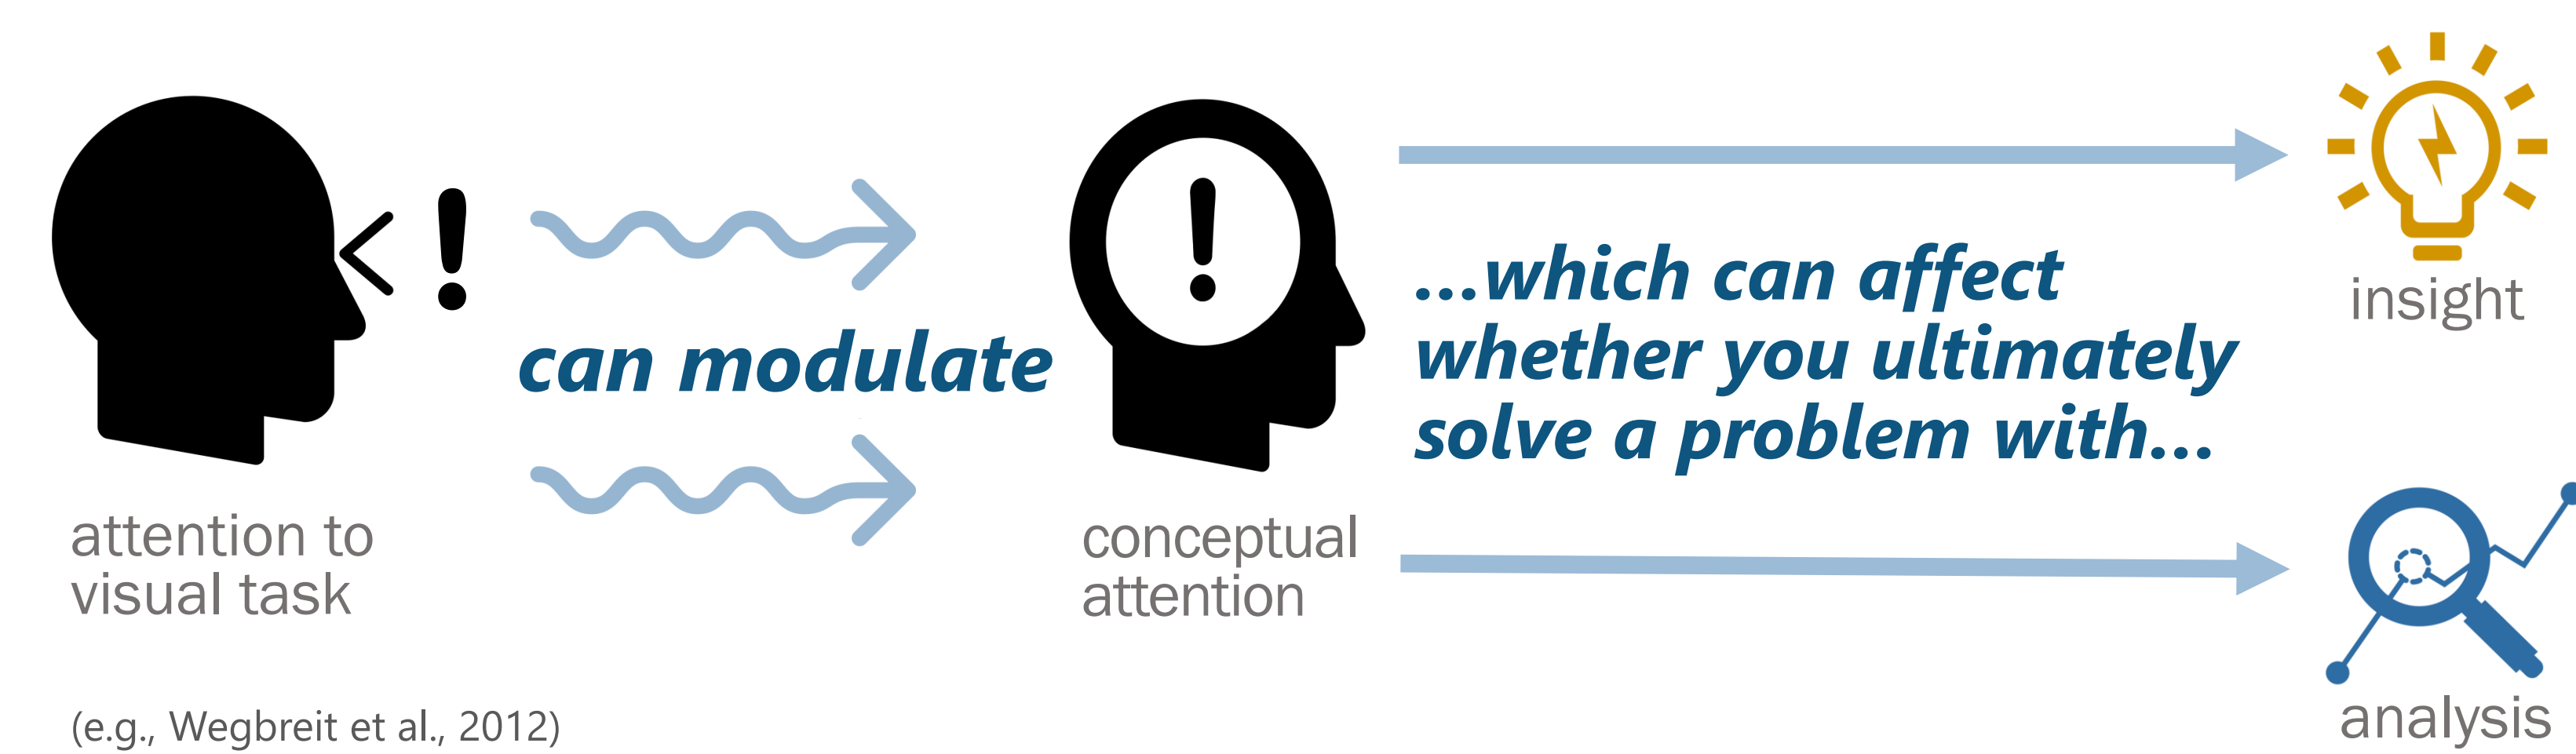 attention to
visual task
can modulate
conceptual
attention
...which can affect
whether you ultimately
solve a problem with...
insight
analysis
(e.g., Wegbreit et al., 2012)